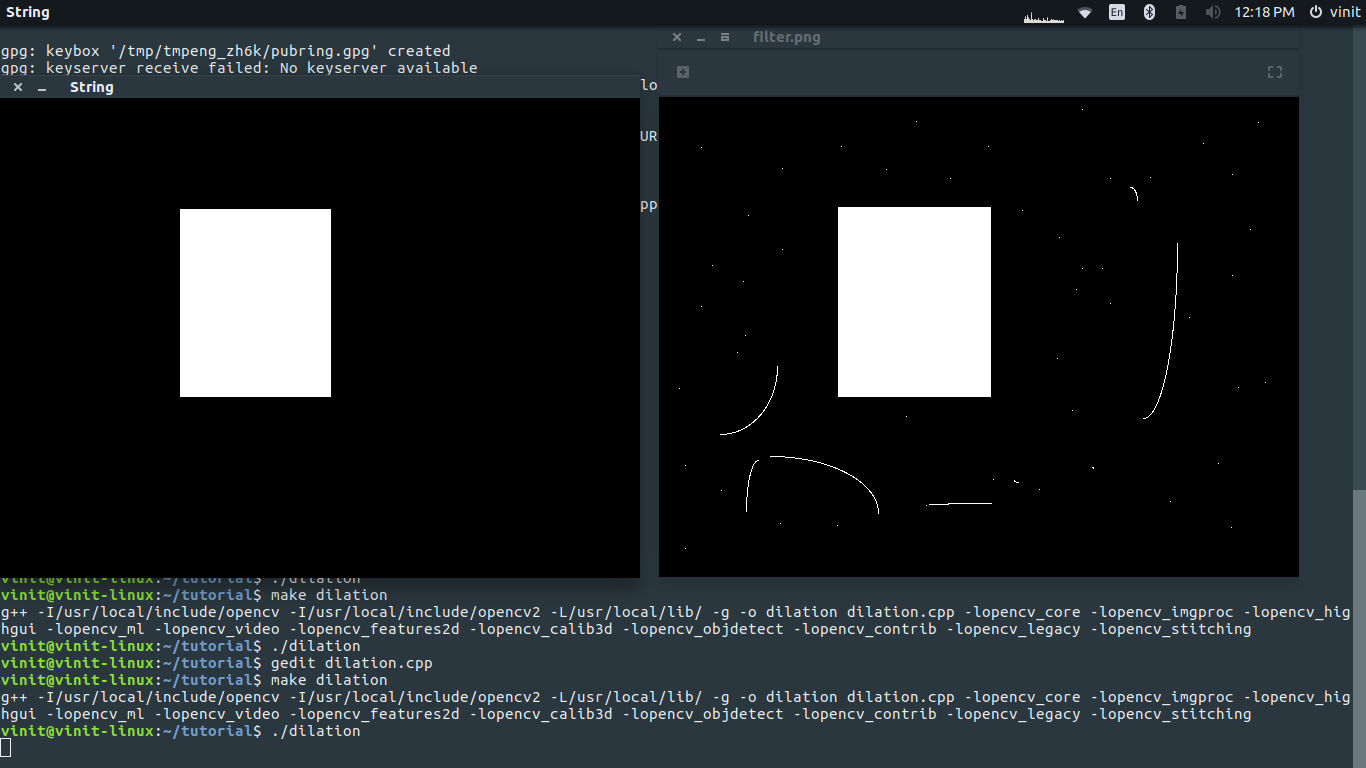 String
En
12:18 PM
vinit
gpg: keybox '/tmp/tmpeng_zh6k/pubring.gpg' created
gpg: keyserver receive failed: No keyserver available
filter.png
lo
String
UR
pp
vinit@vinit-linux:~/tutorial$ ./dilation
vinit@vinit-linux:~/tutorial$ make dilation
g++ -I/usr/local/include/opencv -I/usr/local/include/opencv2 -L/usr/local/lib/ -g -o dilation dilation.cpp -lopencv_core -lopencv_imgproc -lopencv_hig
hgui -lopencv_ml -lopencv_video -lopencv_features2d -lopencv_calib3d -lopencv_objdetect -lopencv_contrib -lopencv_legacy -lopencv_stitching
vinit@vinit-linux:~/tutorial$ ./dilation
vinit@vinit-linux:~/tutorial$ gedit dilation.cpp
vinit@vinit-linux:~/tutorial$ make dilation
g++ -I/usr/local/include/opencv -I/usr/local/include/opencv2 -L/usr/local/lib/ -g -o dilation dilation.cpp -lopencv_core -lopencv_imgproc -lopencv_hig
hgui -lopencv_ml -lopencv_video -lopencv_features2d -lopencv_calib3d -lopencv_objdetect -lopencv_contrib -lopencv_legacy -lopencv_stitching
vinit@vinit-linux:~/tutorial$ ./dilation